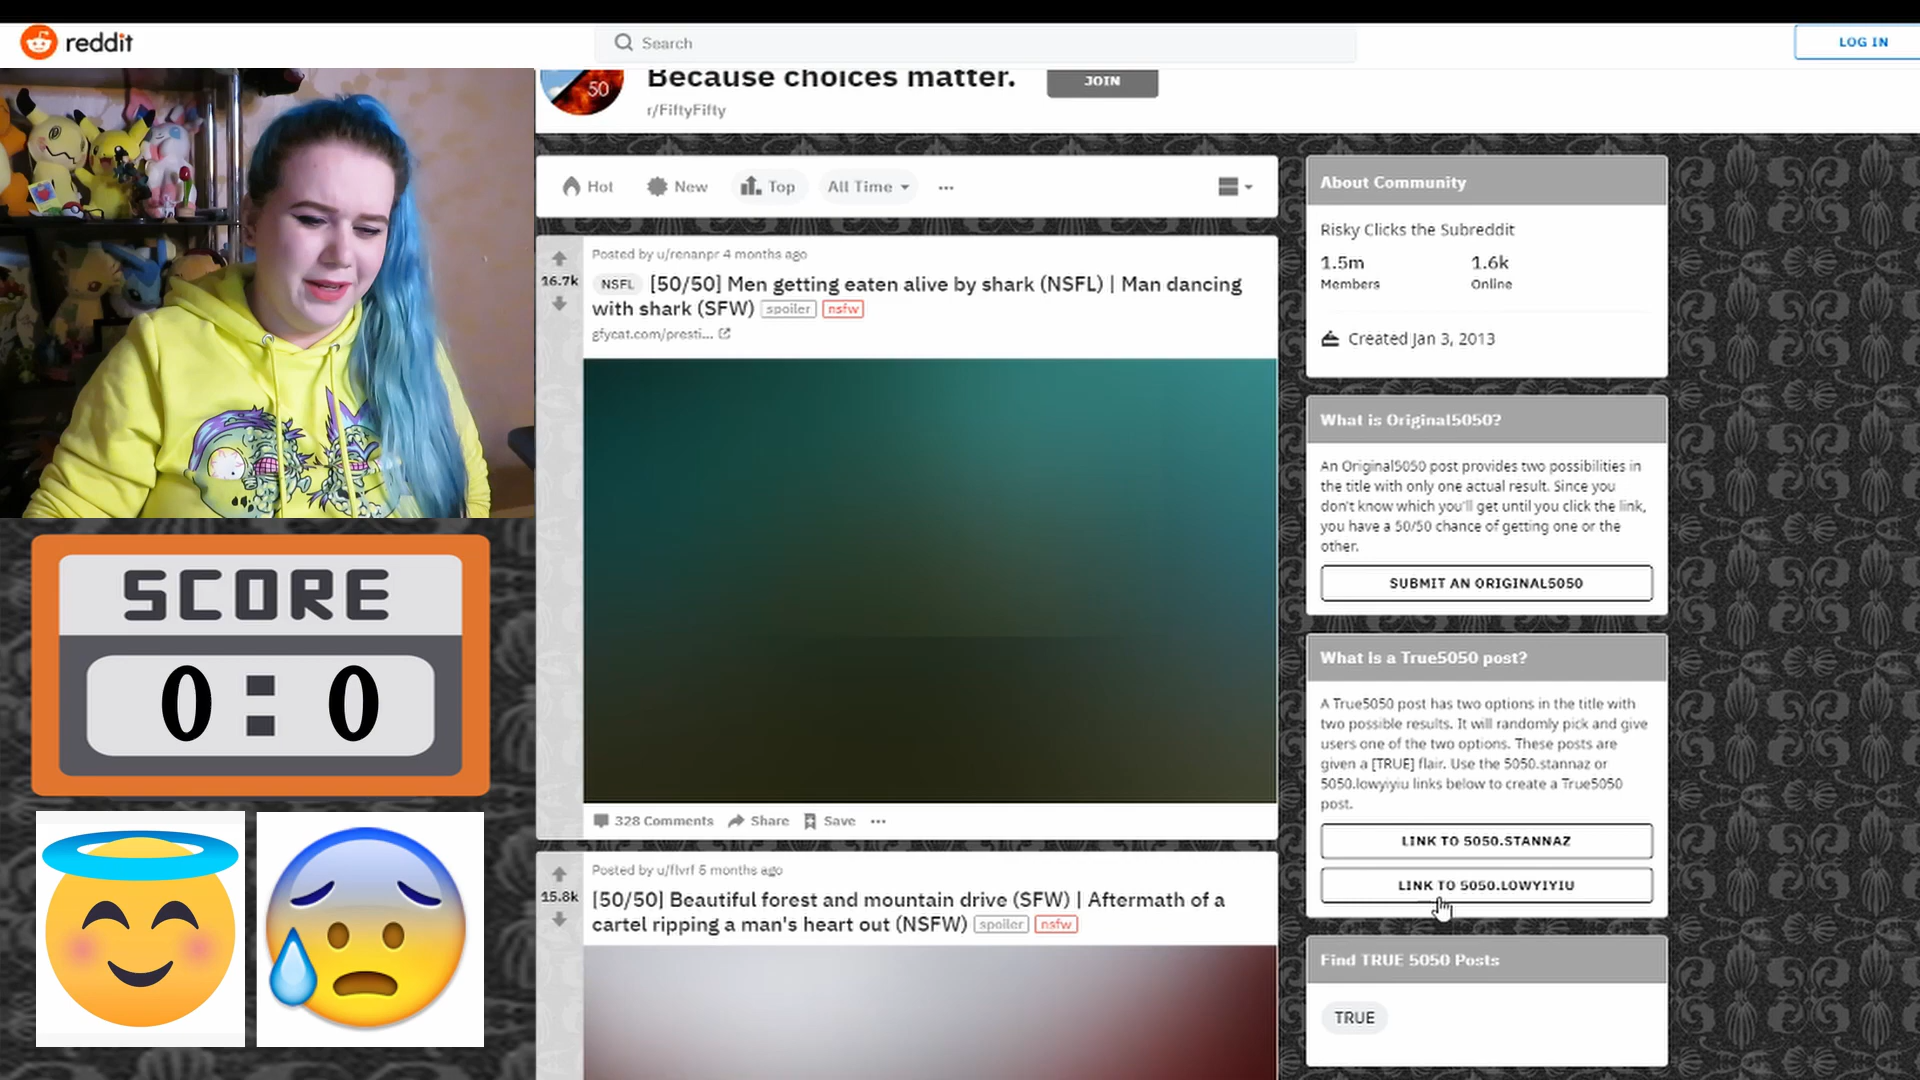 reddit
Search
LOG IN
50
Because choices matter.
JOIN
r/FiftyFifty
Hot
New
Top
All Time
...
Posted by u/renanpr 4 months ago
16.7k
NSFL [50/50] Men getting eaten alive by shark (NSFL) | Man dancing
with shark (SFW) spoiler nsfw
gfycat.com/presti...
328 Comments Share Save ...
Posted by u/flvrf 5 months ago
15.8k
[50/50] Beautiful forest and mountain drive (SFW) | Aftermath of a
cartel ripping a man's heart out (NSFW) spoiler nsfw
About Community
Risky Clicks the Subreddit
1.5m 1.6k
Members Online
Created Jan 3, 2013
What is Original5050?
An Original5050 post provides two possibilities in
the title with only one actual result. Since you
don't know which you'll get until you click the link,
you have a 50/50 chance of getting one or the
other.
SUBMIT AN ORIGINAL5050
What is a True5050 post?
A True5050 post has two options in the title with
two possible results. It will randomly pick and give
users one of the two options. These posts are
given a [TRUE] flair. Use the 5050.stannaz or
5050.lowyiyiu links below to create a True5050
post.
LINK TO 5050.STANNAZ
LINK TO 5050.LOWYIYIU
Find TRUE 5050 Posts
TRUE
SCORE
0 : 0